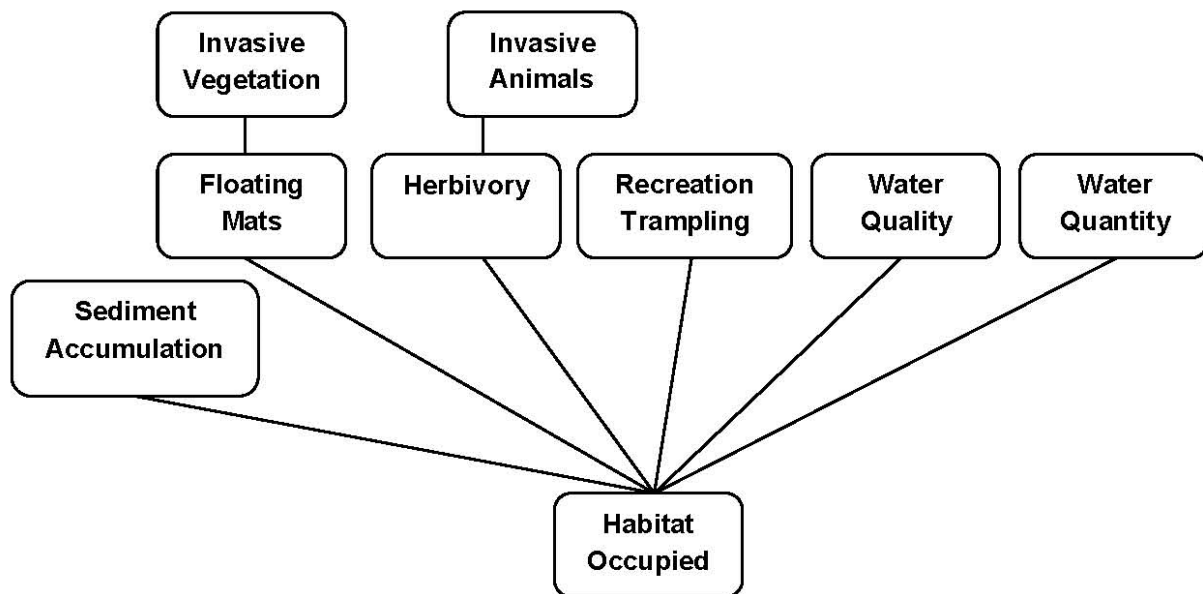 Invasive
Vegetation
Invasive
Animals
Floating
Mats
Herbivory
Recreation
Trampling
Water
Quality
Water
Quantity
Sediment
Accumulation
Habitat
Occupied